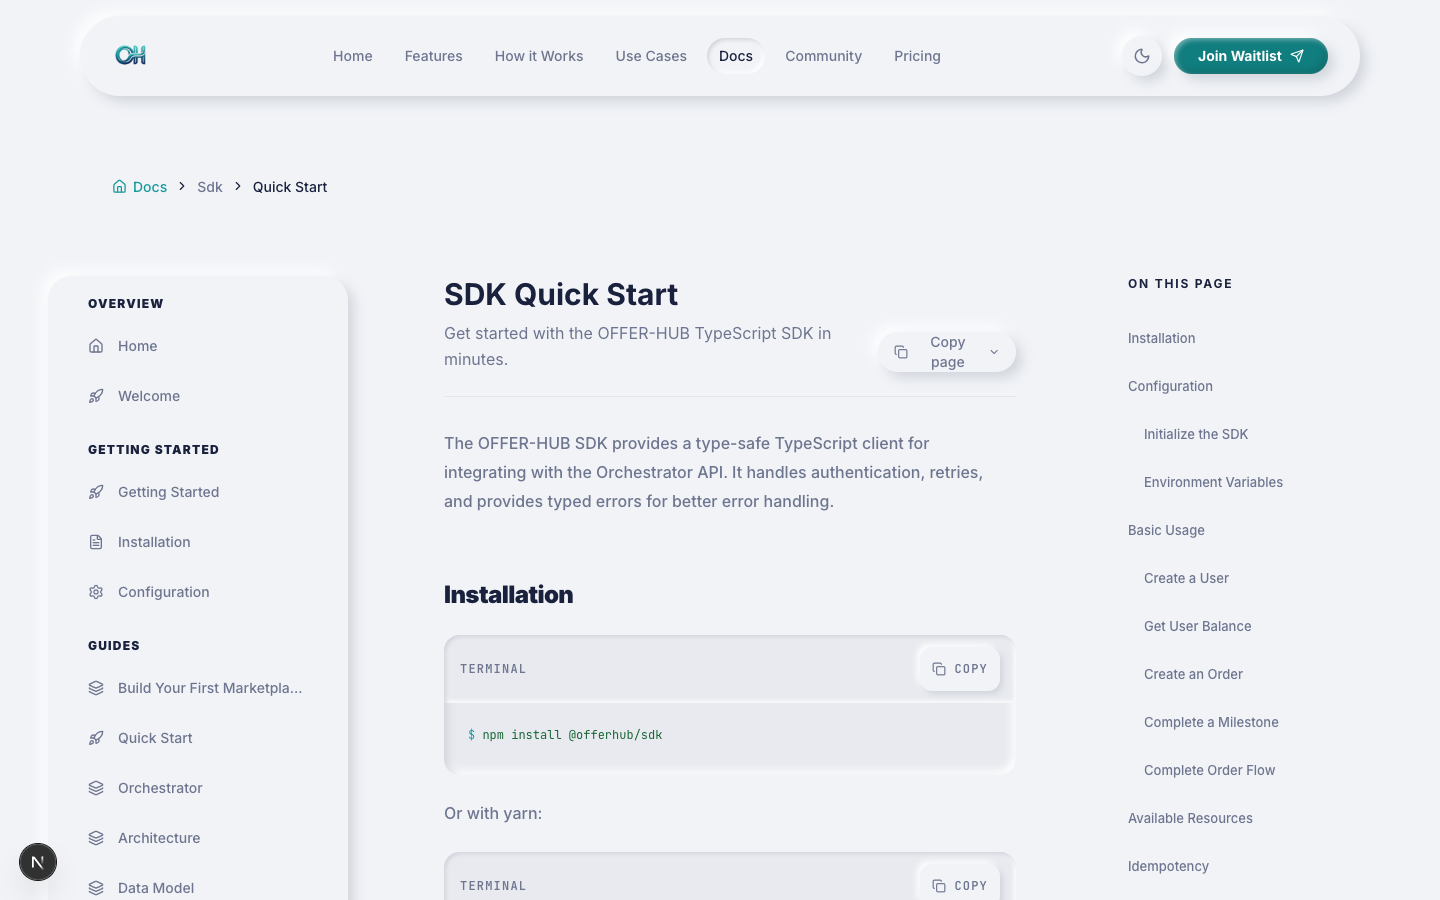 OH
Home
Features
How it Works
Use Cases
Docs
Community
Pricing
Join Waitlist
Docs
Sdk
Quick Start
OVERVIEW
Home
Welcome
GETTING STARTED
Getting Started
Installation
Configuration
GUIDES
Build Your First Marketpla...
Quick Start
Orchestrator
Architecture
Data Model
N
SDK Quick Start
Get started with the OFFER-HUB TypeScript SDK in
minutes.
Copy
page
The OFFER-HUB SDK provides a type-safe TypeScript client for
integrating with the Orchestrator API. It handles authentication, retries,
and provides typed errors for better error handling.
Installation
TERMINAL
COPY
$ npm install @offerhub/sdk
Or with yarn:
TERMINAL
COPY
ON THIS PAGE
Installation
Configuration
Initialize the SDK
Environment Variables
Basic Usage
Create a User
Get User Balance
Create an Order
Complete a Milestone
Complete Order Flow
Available Resources
Idempotency